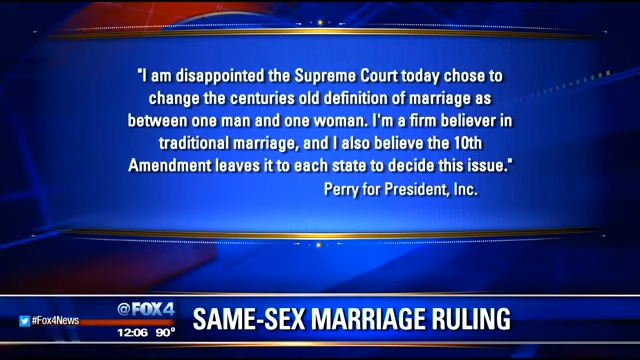 "I am disappointed the Supreme Court today chose to
change the centuries old definition of marriage as
between one man and one woman. I'm a firm believer in
traditional marriage, and I also believe the 10th
Amendment leaves it to each state to decide this issue."
Perry for President, Inc.
@FOX4
#Fox4News
12:06 90°
SAME-SEX MARRIAGE RULING